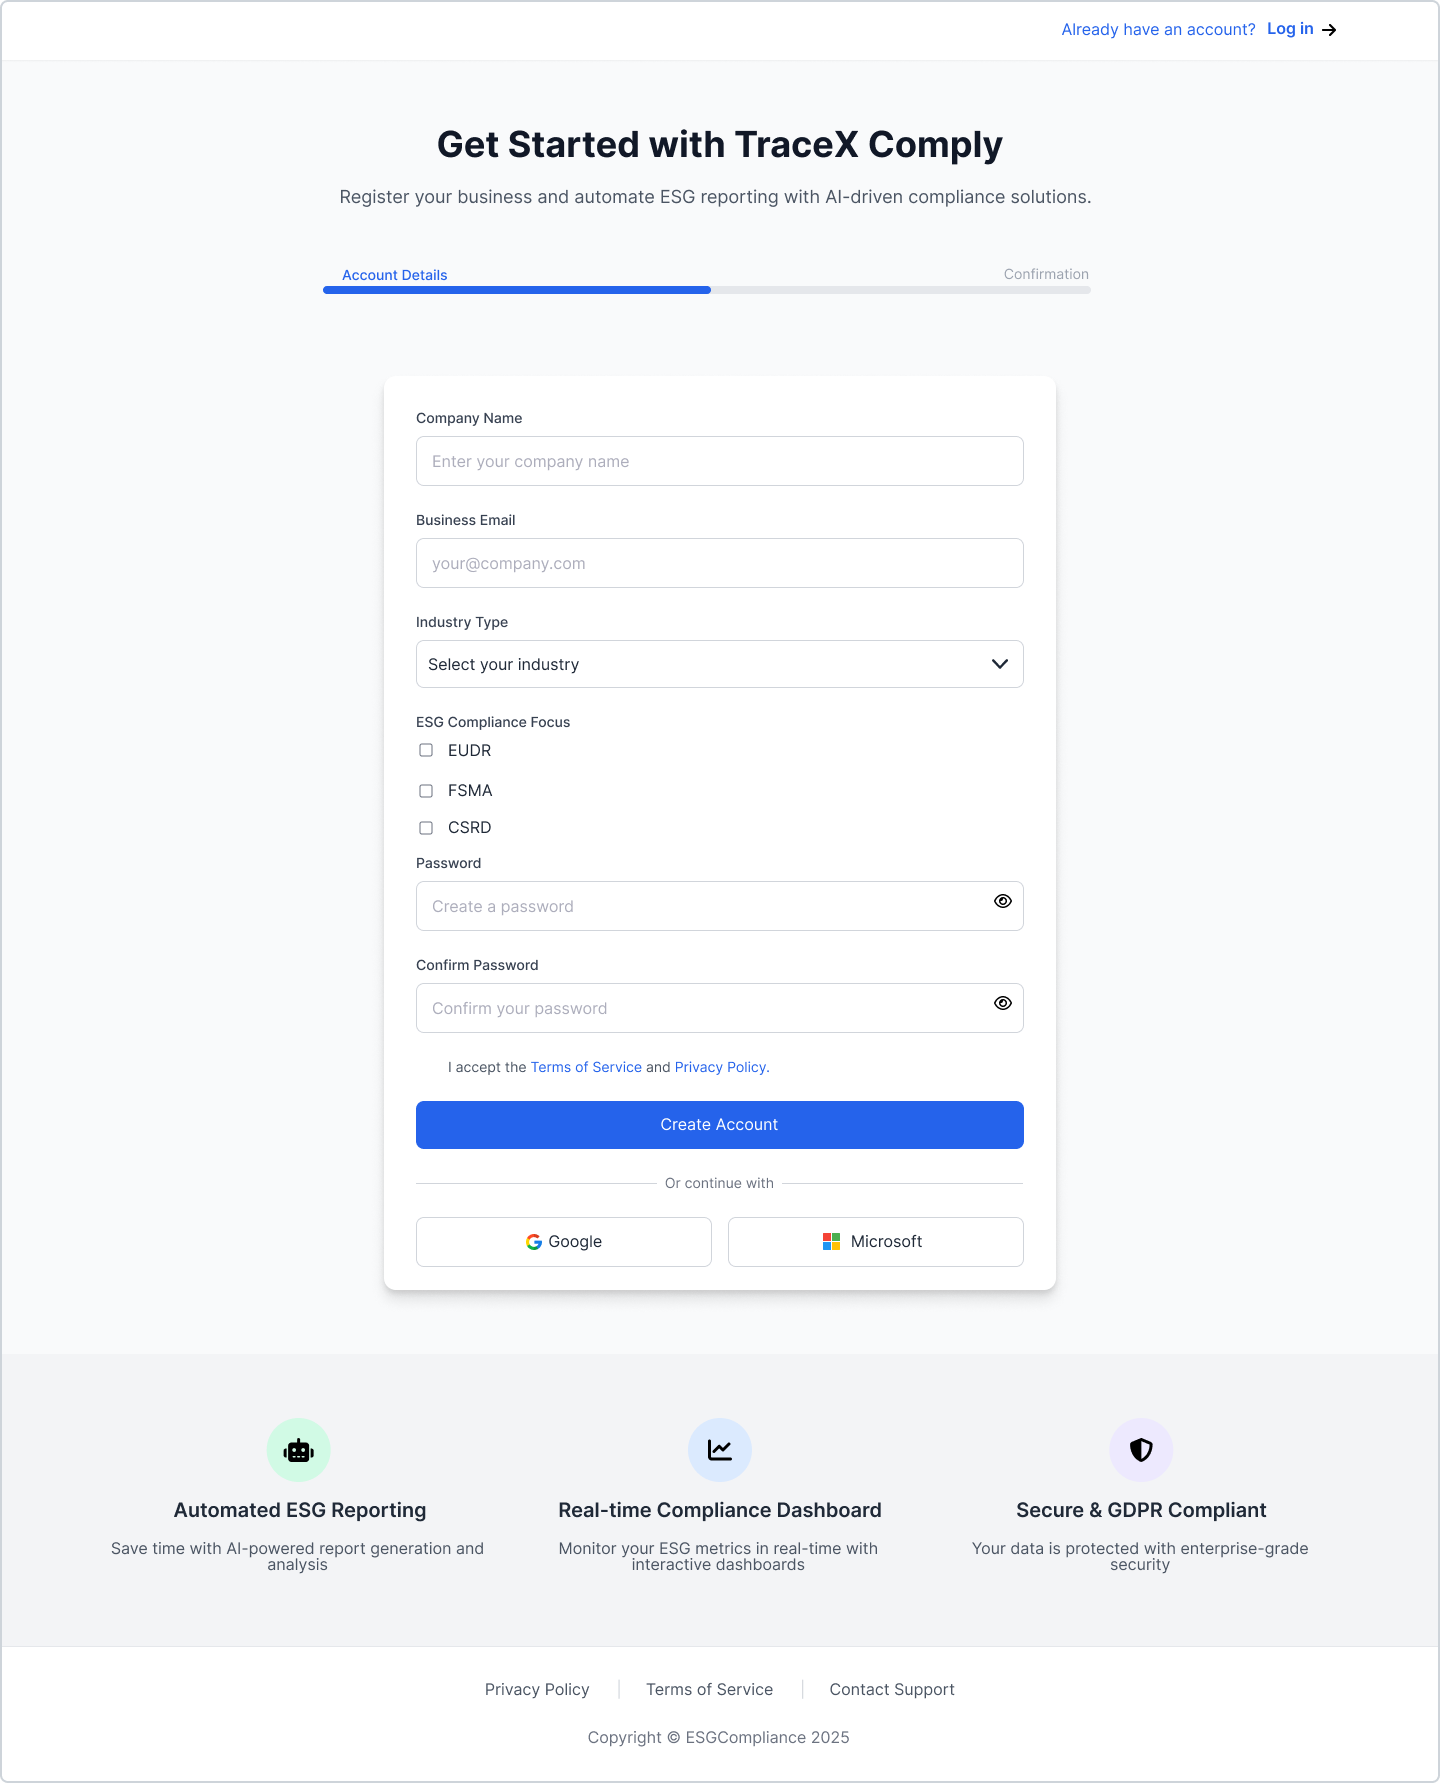 Already have an account? Log in
Get Started with TraceX Comply
Register your business and automate ESG reporting with AI-driven compliance solutions.
Account Details
Confirmation
Company Name
Enter your company name
Business Email
your@company.com
Industry Type
Select your industry
ESG Compliance Focus
EUDR
FSMA
CSRD
Password
Create a password
Confirm Password
Confirm your password
I accept the Terms of Service and Privacy Policy.
Create Account
Or continue with
Google
Microsoft
Automated ESG Reporting
Save time with AI-powered report generation and
analysis
Real-time Compliance Dashboard
Monitor your ESG metrics in real-time with
interactive dashboards
Secure & GDPR Compliant
Your data is protected with enterprise-grade
security
Privacy Policy
Terms of Service
Contact Support
Copyright © ESGCompliance 2025